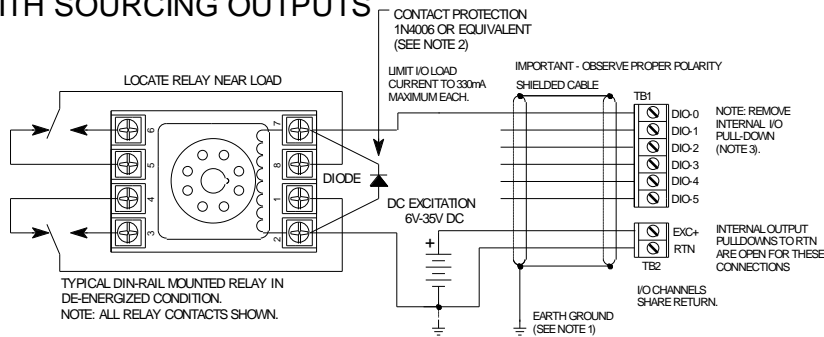 ITH SOURCING OUTPUTS
CONTACT PROTECTION
1N4006 OR EQUIVALENT
(SEE NOTE 2)
LOCATE RELAY NEAR LOAD
LIMIT I/O LOAD
CURRENT TO 330mA
MAXIMUM EACH.
IMPORTANT - OBSERVE PROPER POLARITY
SHIELDED CABLE
TB1
DIO-0
DIO-1
DIO-2
DIO-3
DIO-4
DIO-5
NOTE: REMOVE
INTERNAL I/O
PULL-DOWN
(NOTE 3).
6
5
4
3
7
8
1
2
DIODE
DC EXCITATION
6V-35V DC
+
EXC+
RTN
TB2
INTERNAL OUTPUT
PULLDOWNS TO RTN
ARE OPEN FOR THESE
CONNECTIONS
I/O CHANNELS
SHARE RETURN.
TYPICAL DIN-RAIL MOUNTED RELAY IN
DE-ENERGIZED CONDITION.
NOTE: ALL RELAY CONTACTS SHOWN.
EARTH GROUND
(SEE NOTE 1)